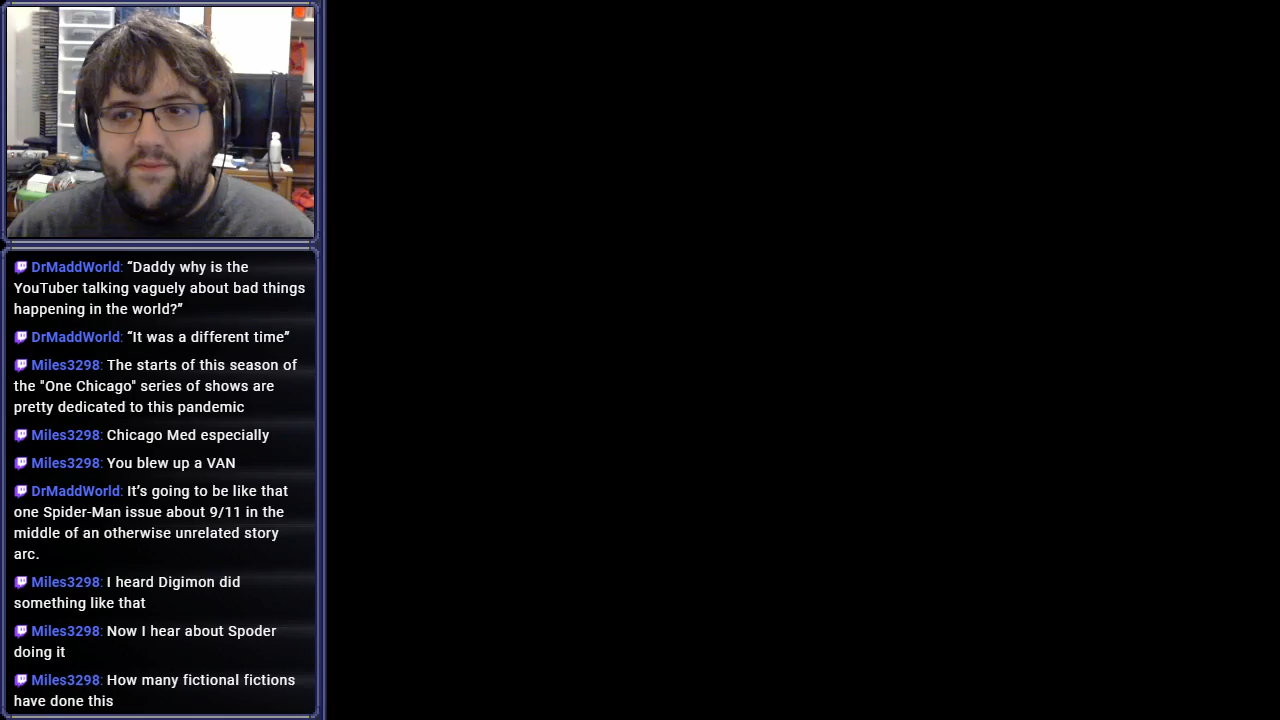 DrMaddWorld: “Daddy why is the
YouTuber talking vaguely about bad things
happening in the world?”
DrMaddWorld: “It was a different time”
Miles3298: The starts of this season of
the "One Chicago" series of shows are
pretty dedicated to this pandemic
Miles3298: Chicago Med especially
Miles3298: You blew up a VAN
DrMaddWorld: It’s going to be like that
one Spider-Man issue about 9/11 in the
middle of an otherwise unrelated story
arc.
Miles3298: I heard Digimon did
something like that
Miles3298: Now I hear about Spoder
doing it
Miles3298: How many fictional fictions
have done this